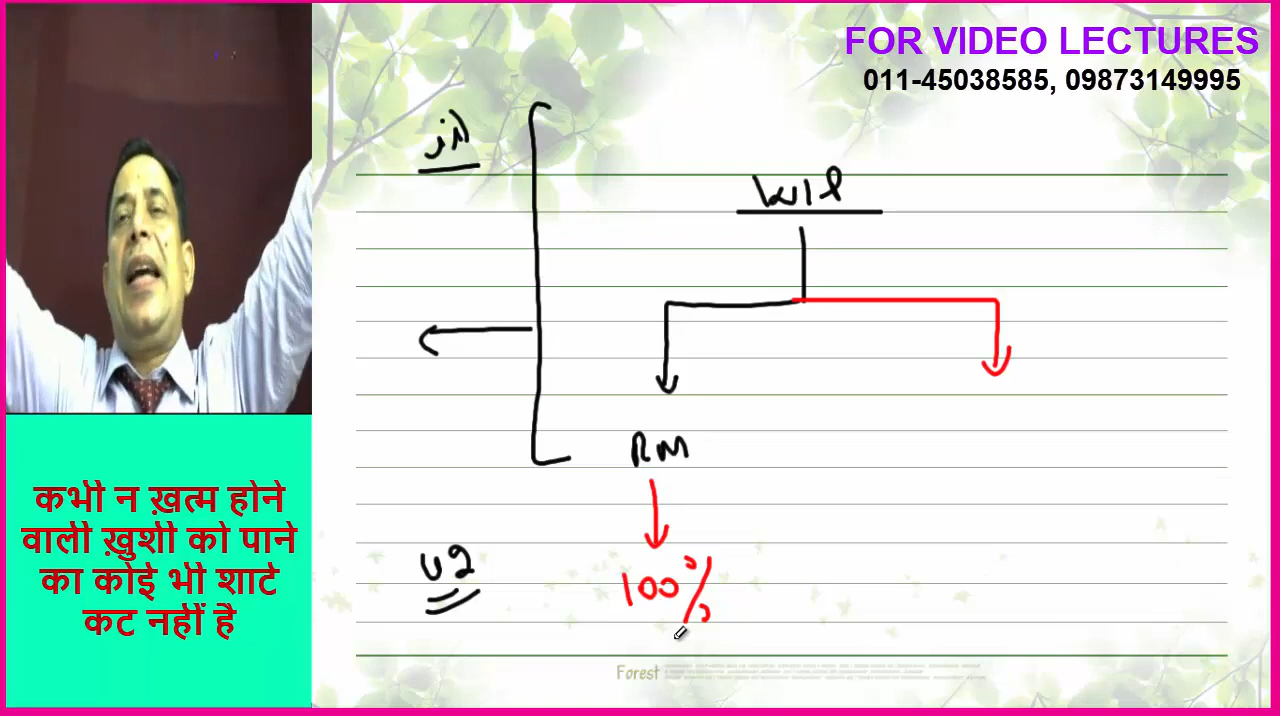 FOR VIDEO LECTURES
011-45038585, 09873149995
WIP
RM
100%
कभी न ख़त्म होने
वाली ख़ुशी को पाने
का कोई भी शार्ट
कट नहीं है
Forest